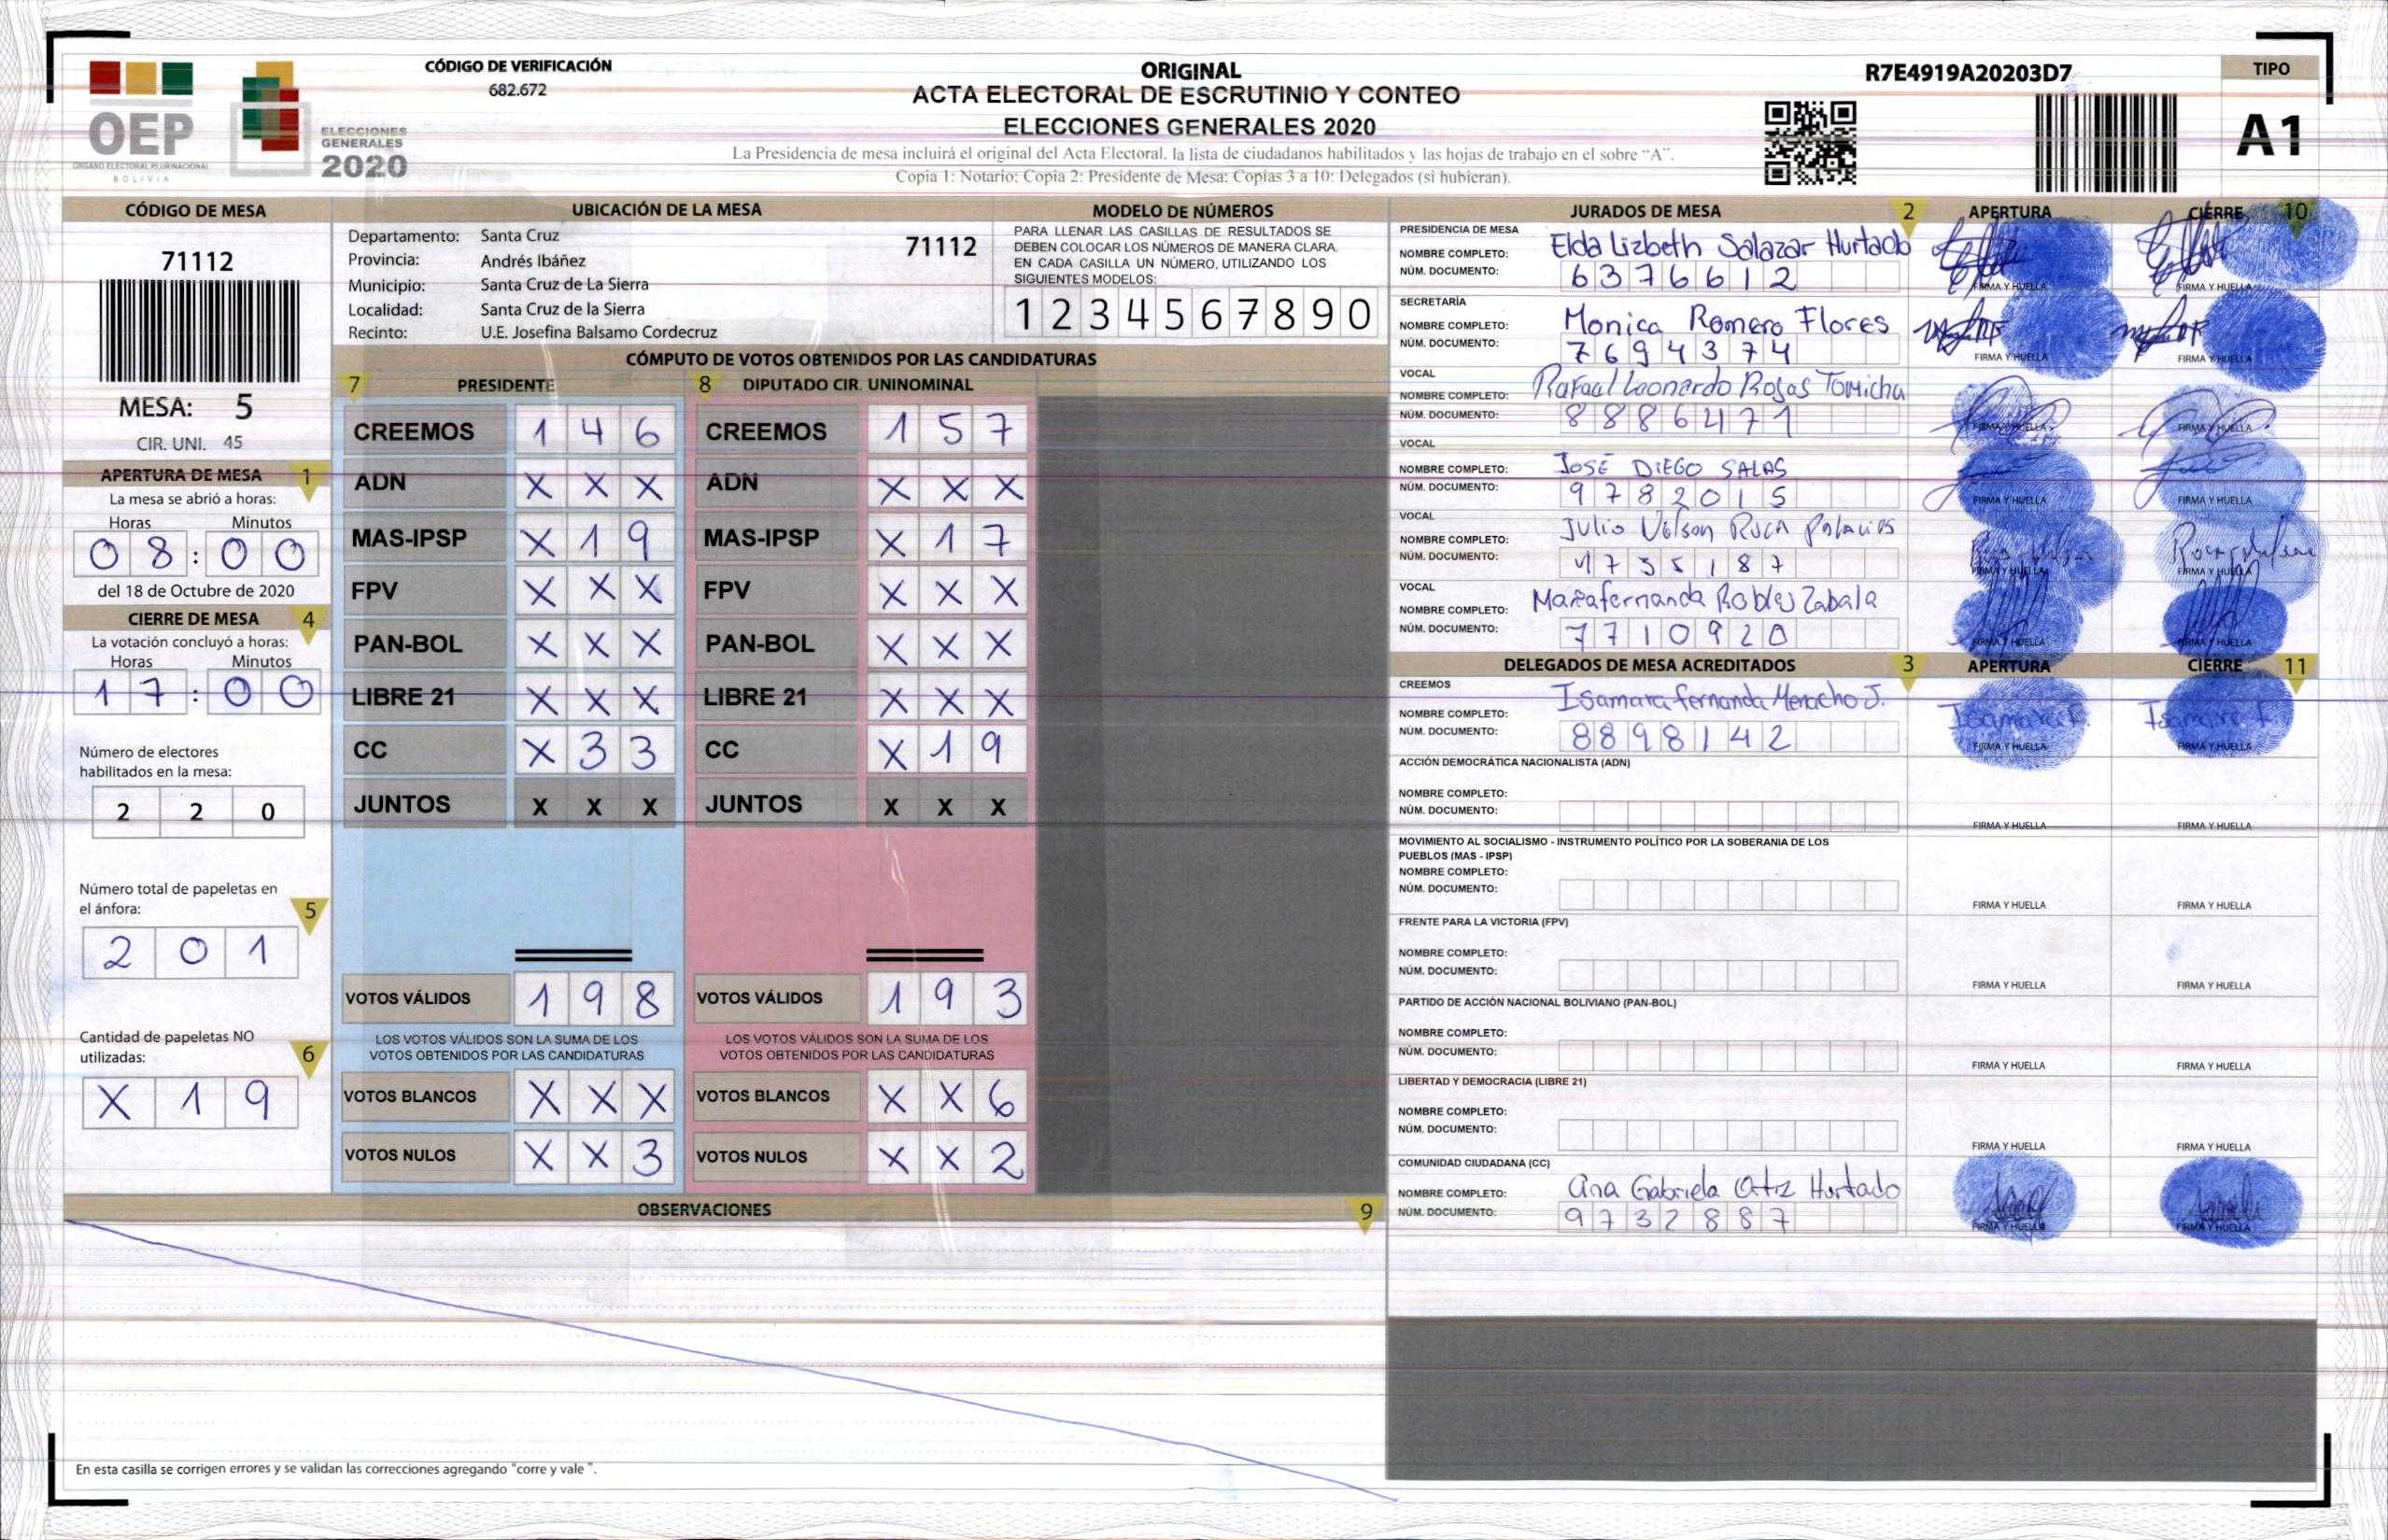 OEP
ORGANO ELECTORAL PLURINACIONAL
BOLIVIA
ELECCIONES
GENERALES
2020
CÓDIGO DE VERIFICACIÓN
682.672
ORIGINAL
ACTA ELECTORAL DE ESCRUTINIO Y CONTEO
ELECCIONES GENERALES 2020
La Presidencia de mesa incluirá el original del Acta Electoral, la lista de ciudadanos habilitados y las hojas de trabajo en el sobre “A”.
Copia 1: Notario; Copia 2: Presidente de Mesa; Copias 3 a 10: Delegados (si hubieran).
R7E4919A20203D7
TIPO
A1
CÓDIGO DE MESA
71112
MESA: 5
CIR. UNI. 45
APERTURA DE MESA 1
La mesa se abrió a horas:
Horas Minutos
08:00
del 18 de Octubre de 2020
CIERRE DE MESA 4
La votación concluyó a horas:
Horas Minutos
17:00
Número de electores
habilitados en la mesa:
2 2 0
Número total de papeletas en
el ánfora: 5
2 0 1
Cantidad de papeletas NO
utilizadas: 6
X 1 9
UBICACIÓN DE LA MESA
Departamento: Santa Cruz 71112
Provincia: Andrés Ibáñez
Municipio: Santa Cruz de La Sierra
Localidad: Santa Cruz de la Sierra
Recinto: U.E. Josefina Balsamo Cordecruz
MODELO DE NÚMEROS
PARA LLENAR LAS CASILLAS DE RESULTADOS SE
DEBEN COLOCAR LOS NÚMEROS DE MANERA CLARA.
EN CADA CASILLA UN NÚMERO, UTILIZANDO LOS
SIGUIENTES MODELOS:
1 2 3 4 5 6 7 8 9 0
CÓMPUTO DE VOTOS OBTENIDOS POR LAS CANDIDATURAS
7 PRESIDENTE 8 DIPUTADO CIR. UNINOMINAL
CREEMOS 1 4 6 CREEMOS 1 5 7
ADN X X X ADN X X X
MAS-IPSP X 1 9 MAS-IPSP X 1 7
FPV X X X FPV X X X
PAN-BOL X X X PAN-BOL X X X
LIBRE 21 X X X LIBRE 21 X X X
CC X 3 3 CC X 1 9
JUNTOS X X X JUNTOS X X X
VOTOS VÁLIDOS 1 9 8 VOTOS VÁLIDOS 1 9 3
LOS VOTOS VÁLIDOS SON LA SUMA DE LOS LOS VOTOS VÁLIDOS SON LA SUMA DE LOS
VOTOS OBTENIDOS POR LAS CANDIDATURAS VOTOS OBTENIDOS POR LAS CANDIDATURAS
VOTOS BLANCOS X X X VOTOS BLANCOS X X 6
VOTOS NULOS X X 3 VOTOS NULOS X X 2
OBSERVACIONES 9
En esta casilla se corrigen errores y se validan las correcciones agregando "corre y vale ".
JURADOS DE MESA 2 APERTURA CIERRE 10
PRESIDENCIA DE MESA
NOMBRE COMPLETO: Elda Lizbeth Salazar Hurtado
NÚM. DOCUMENTO: 6376612 FIRMA Y HUELLA FIRMA Y HUELLA
SECRETARÍA
NOMBRE COMPLETO: Monica Romero Flores
NÚM. DOCUMENTO: 7694374 FIRMA Y HUELLA FIRMA Y HUELLA
VOCAL
NOMBRE COMPLETO: Rafael Leonardo Rojas Tomicha
NÚM. DOCUMENTO: 8886471 FIRMA Y HUELLA FIRMA Y HUELLA
VOCAL
NOMBRE COMPLETO: JOSÉ DIEGO SALAS
NÚM. DOCUMENTO: 9782015 FIRMA Y HUELLA FIRMA Y HUELLA
VOCAL
NOMBRE COMPLETO: Julio Roca Palacios
NÚM. DOCUMENTO: FIRMA Y HUELLA FIRMA Y HUELLA
VOCAL
NOMBRE COMPLETO: Mariafernanda Robles Zabala
NÚM. DOCUMENTO: 7710920 FIRMA Y HUELLA FIRMA Y HUELLA
DELEGADOS DE MESA ACREDITADOS 3 APERTURA CIERRE 11
CREEMOS
NOMBRE COMPLETO: Isamara fernanda Menacho J. Isamara F. Isamara F.
NÚM. DOCUMENTO: 8898142 FIRMA Y HUELLA FIRMA Y HUELLA
ACCIÓN DEMOCRÁTICA NACIONALISTA (ADN)
NOMBRE COMPLETO:
NÚM. DOCUMENTO: FIRMA Y HUELLA FIRMA Y HUELLA
MOVIMIENTO AL SOCIALISMO - INSTRUMENTO POLÍTICO POR LA SOBERANIA DE LOS
PUEBLOS (MAS - IPSP)
NOMBRE COMPLETO:
NÚM. DOCUMENTO: FIRMA Y HUELLA FIRMA Y HUELLA
FRENTE PARA LA VICTORIA (FPV)
NOMBRE COMPLETO:
NÚM. DOCUMENTO: FIRMA Y HUELLA FIRMA Y HUELLA
PARTIDO DE ACCIÓN NACIONAL BOLIVIANO (PAN-BOL)
NOMBRE COMPLETO:
NÚM. DOCUMENTO: FIRMA Y HUELLA FIRMA Y HUELLA
LIBERTAD Y DEMOCRACIA (LIBRE 21)
NOMBRE COMPLETO:
NÚM. DOCUMENTO: FIRMA Y HUELLA FIRMA Y HUELLA
COMUNIDAD CIUDADANA (CC)
NOMBRE COMPLETO: Ana Gabriela Ortiz Hurtado
NÚM. DOCUMENTO: 9732887 FIRMA Y HUELLA FIRMA Y HUELLA